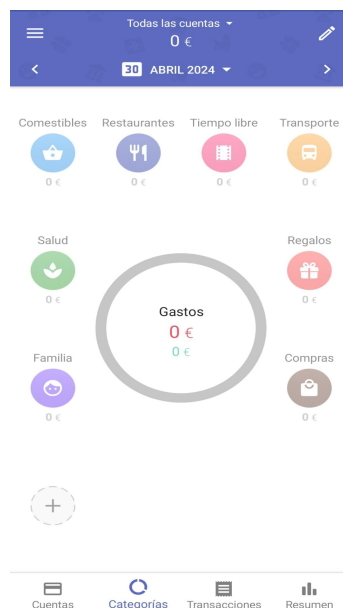 Todas las cuentas
0 €
30 ABRIL 2024
Comestibles Restaurantes Tiempo libre Transporte
0 € 0 € 0 € 0 €
Salud Regalos
0 € 0 €
Gastos
0 €
0 €
Familia Compras
0 € 0 €
Cuentas Categorías Transacciones Resumen